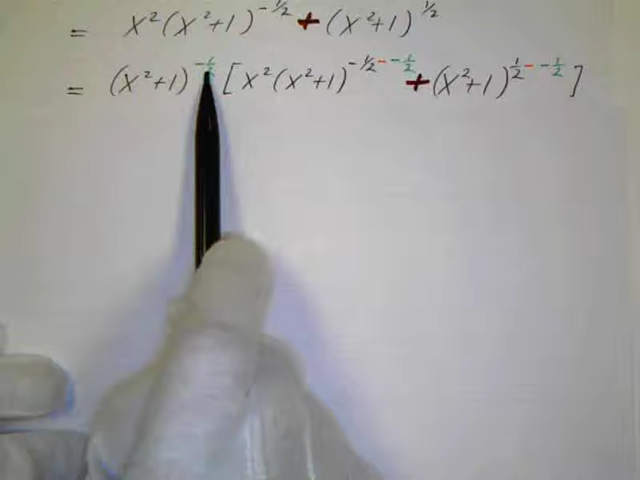 = x²(x²+1)^-1/2 + (x²+1)^1/2
= (x²+1)^-1/2 [x²(x²+1)^-1/2 - -1/2 + (x²+1)^1/2 - -1/2]